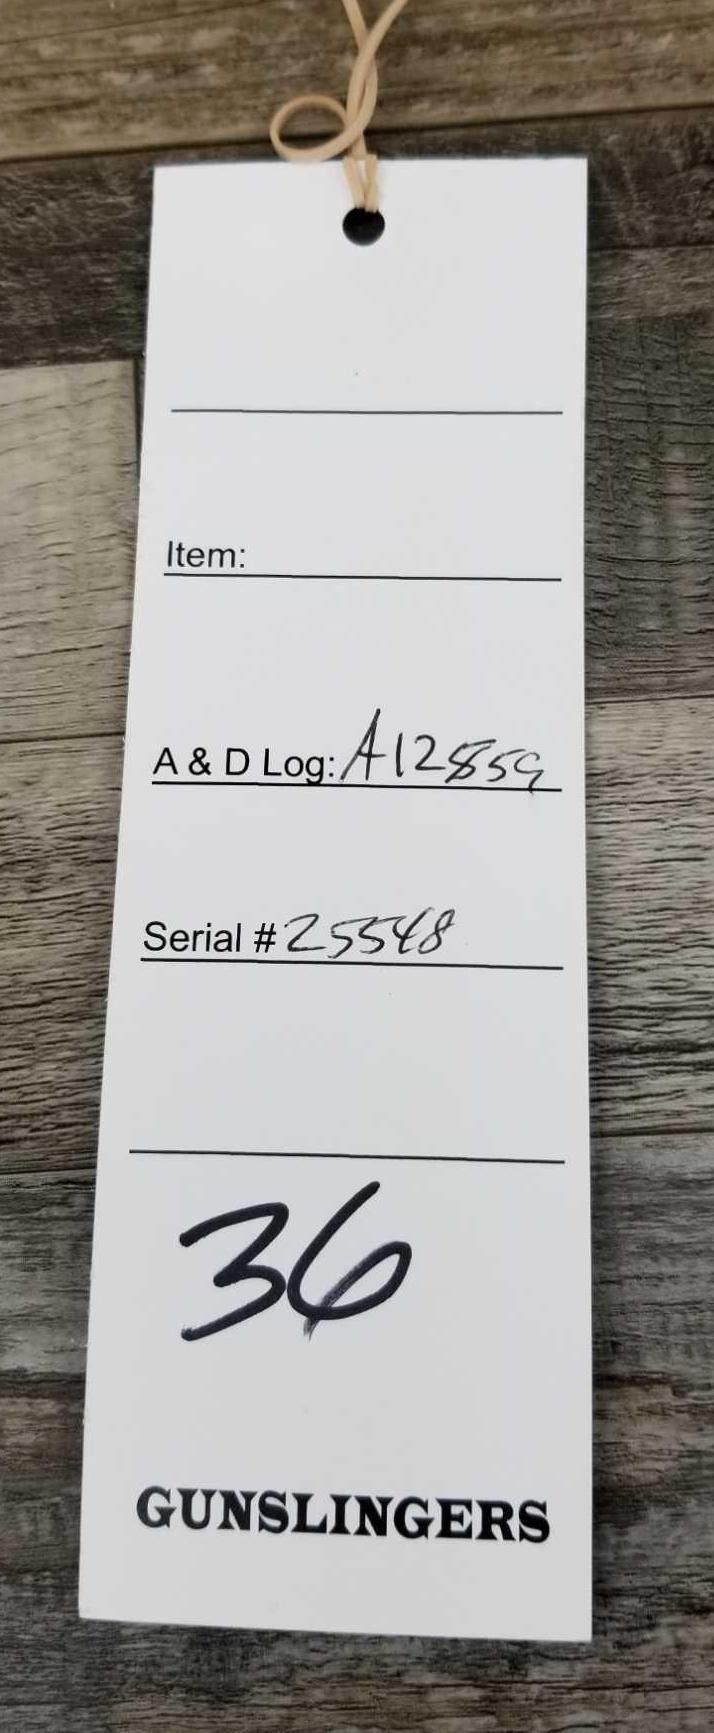 Item:
A & D Log: A12859
Serial # 25548
36
GUNSLINGERS